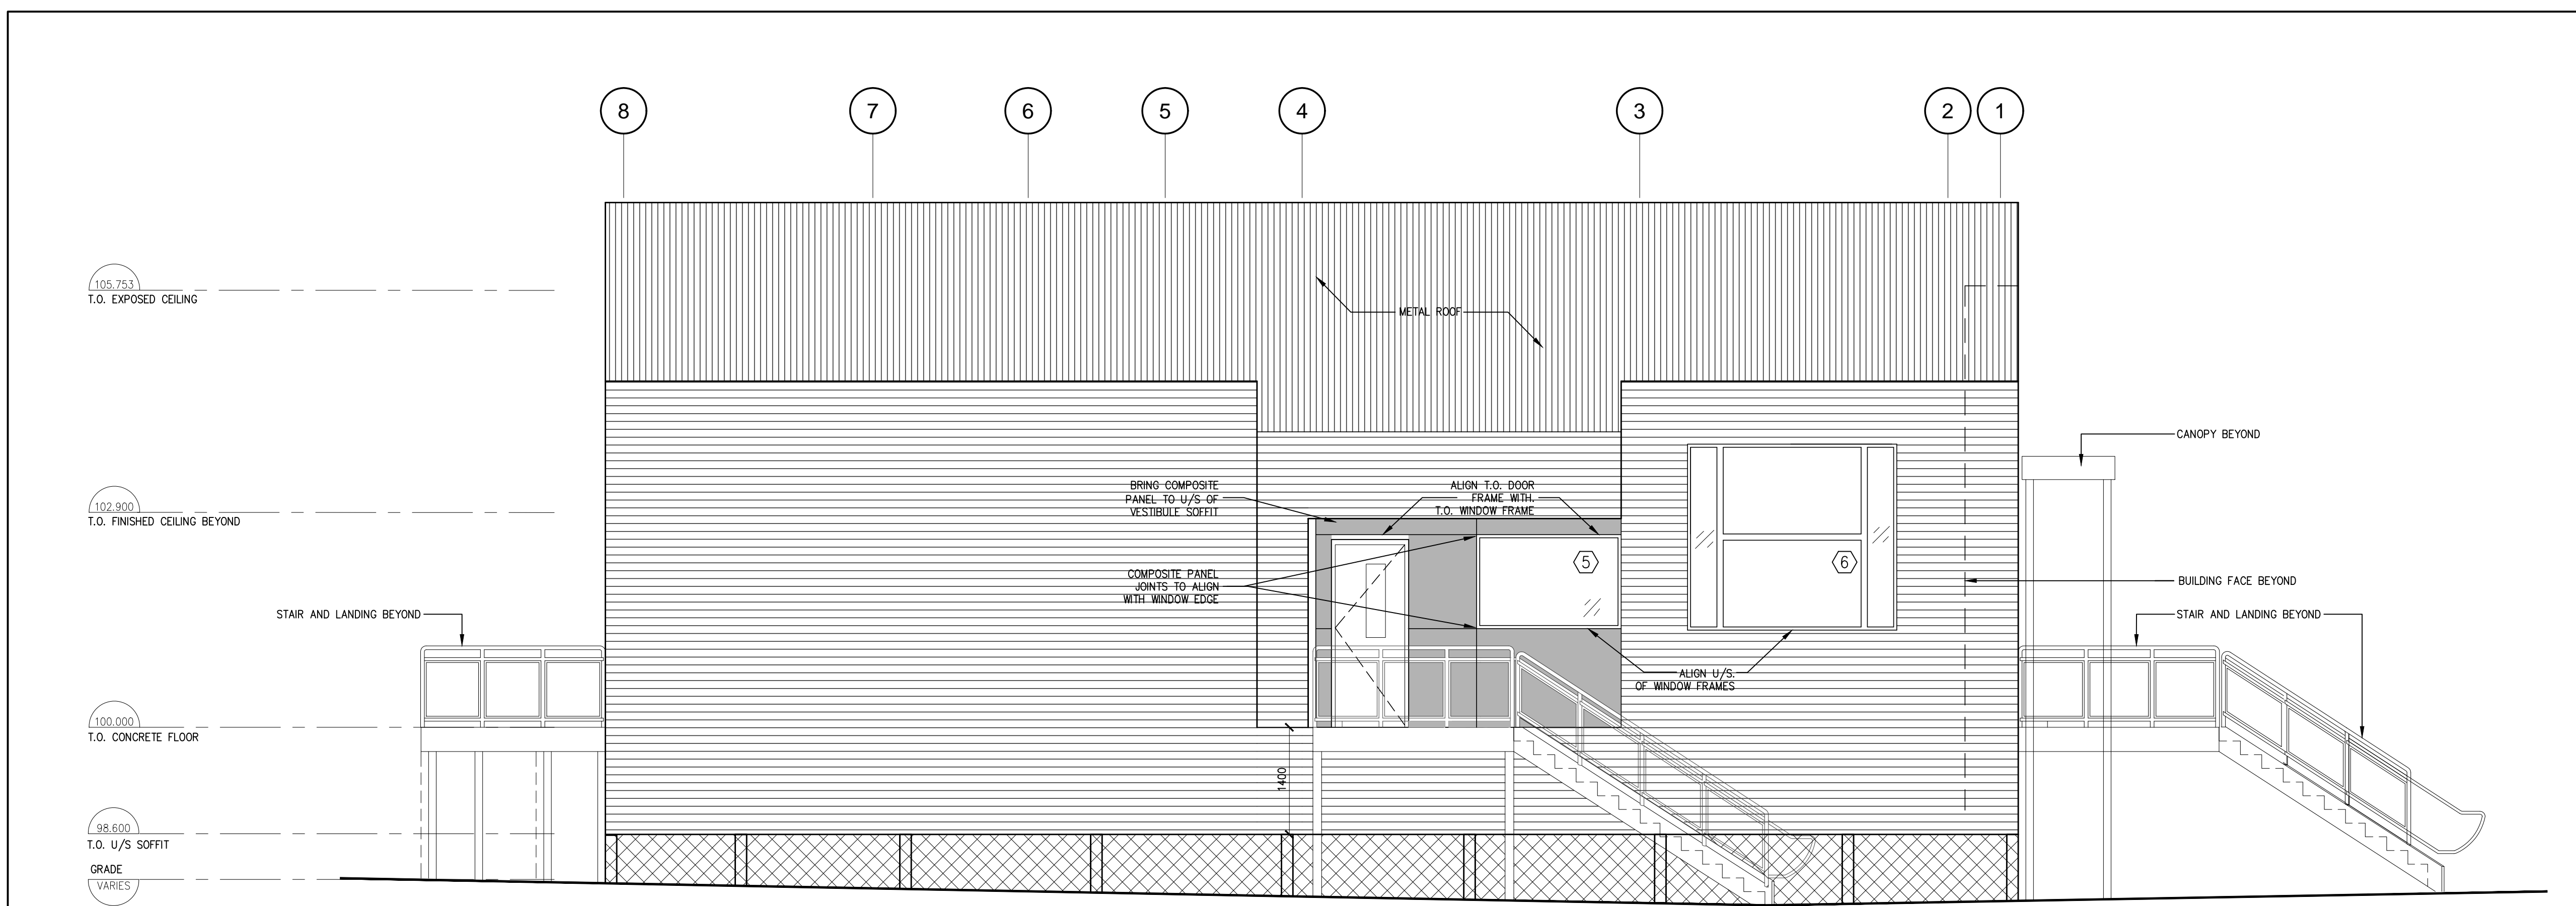 8 7 6 5 4 3 2 1
105.753
T.O. EXPOSED CEILING
METAL ROOF
CANOPY BEYOND
102.900
T.O. FINISHED CEILING BEYOND
BRING COMPOSITE
PANEL TO U/S OF
VESTIBULE SOFFIT
ALIGN T.O. DOOR
FRAME WITH.
T.O. WINDOW FRAME
5
6
COMPOSITE PANEL
JOINTS TO ALIGN
WITH WINDOW EDGE
BUILDING FACE BEYOND
STAIR AND LANDING BEYOND
STAIR AND LANDING BEYOND
ALIGN U/S.
OF WINDOW FRAMES
100.000
T.O. CONCRETE FLOOR
1400
98.600
T.O. U/S SOFFIT
GRADE
VARIES